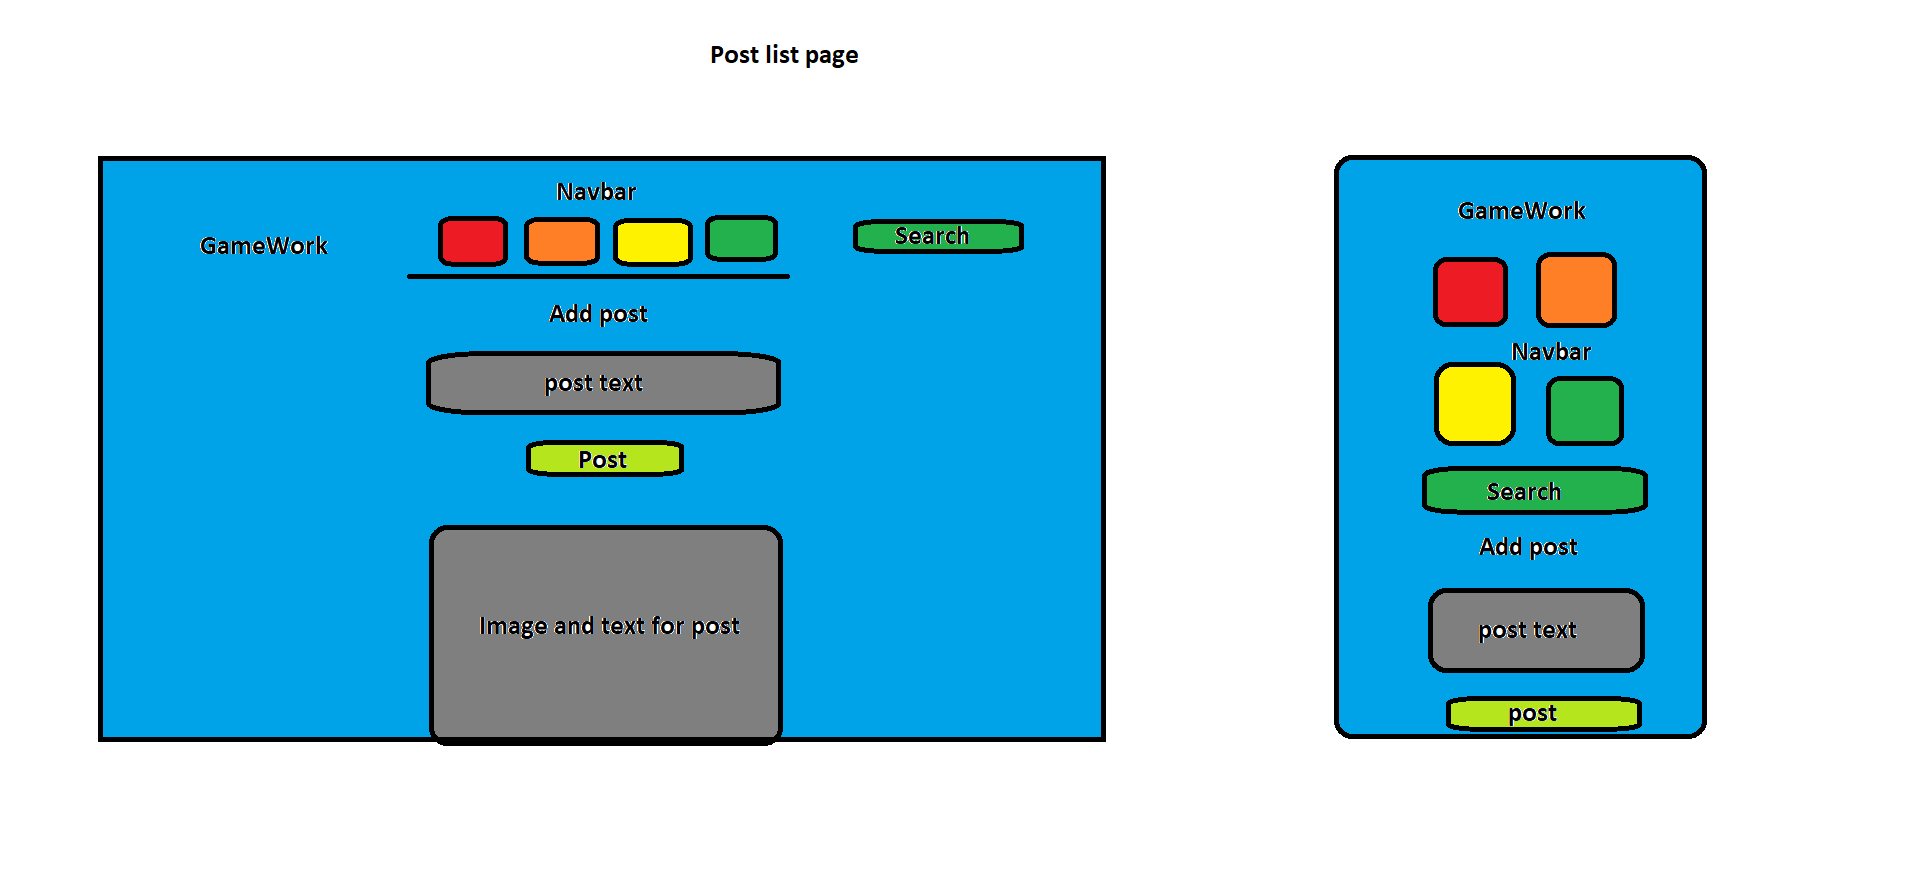 Post list page
Navbar
GameWork
Search
Add post
post text
Post
Image and text for post
GameWork
Navbar
Search
Add post
post text
post